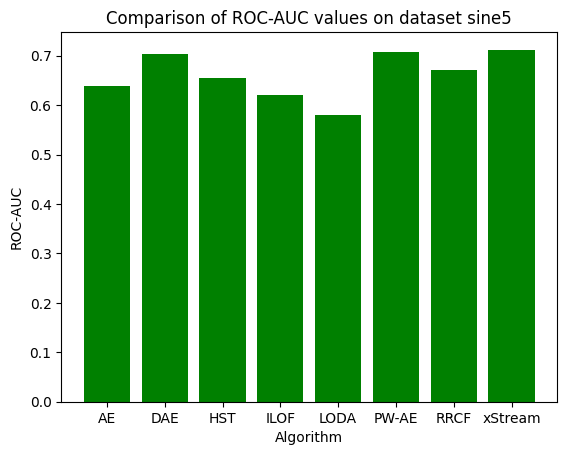 Comparison of ROC-AUC values on dataset sine5
ROC-AUC
0.7
0.6
0.5
0.4
0.3
0.2
0.1
0.0
AE DAE HST ILOF LODA PW-AE RRCF xStream
Algorithm